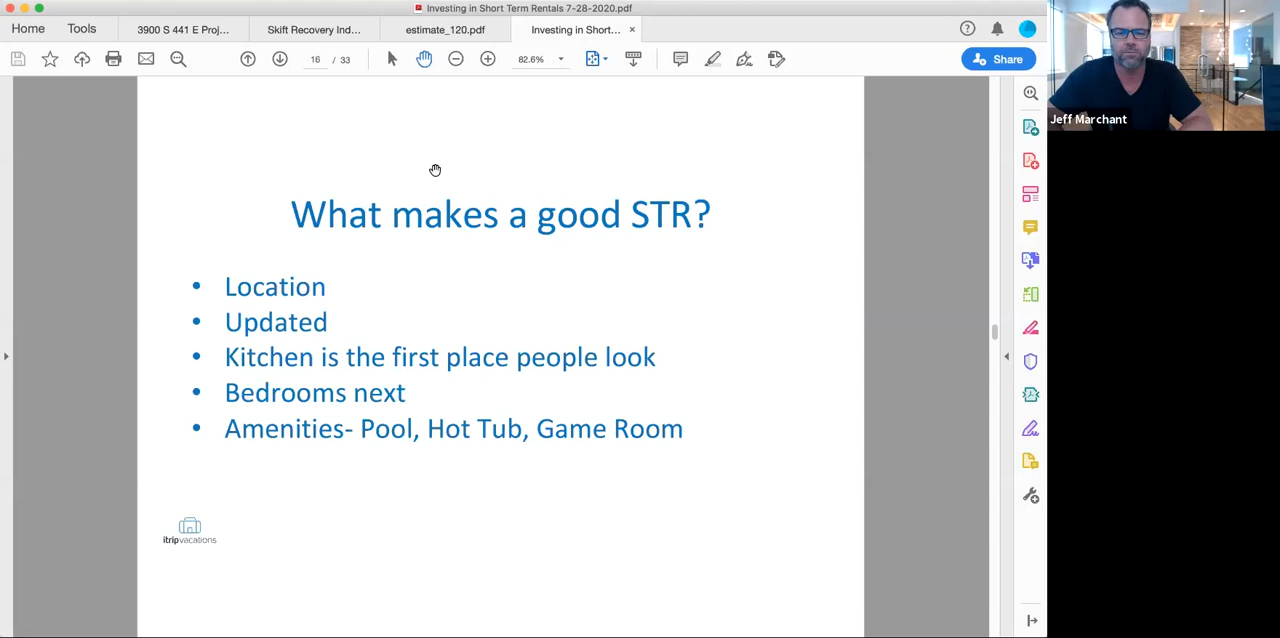 Investing in Short Term Rentals 7-28-2020.pdf
Home
Tools
3900 S 441 E Proj...
Skift Recovery Ind...
estimate_120.pdf
Investing in Short... ×
16 / 33
82.6%
Share
Jeff Marchant
What makes a good STR?
• Location
• Updated
• Kitchen is the first place people look
• Bedrooms next
• Amenities- Pool, Hot Tub, Game Room
itripvacations